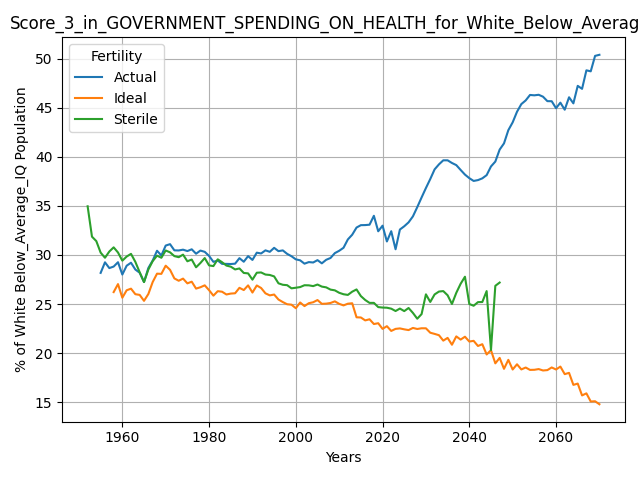 Score_3_in_GOVERNMENT_SPENDING_ON_HEALTH_for_White_Below_Averag
Fertility
Actual
Ideal
Sterile
% of White Below_Average_IQ Population
50
45
40
35
30
25
20
15
1960
1980
2000
2020
2040
2060
Years